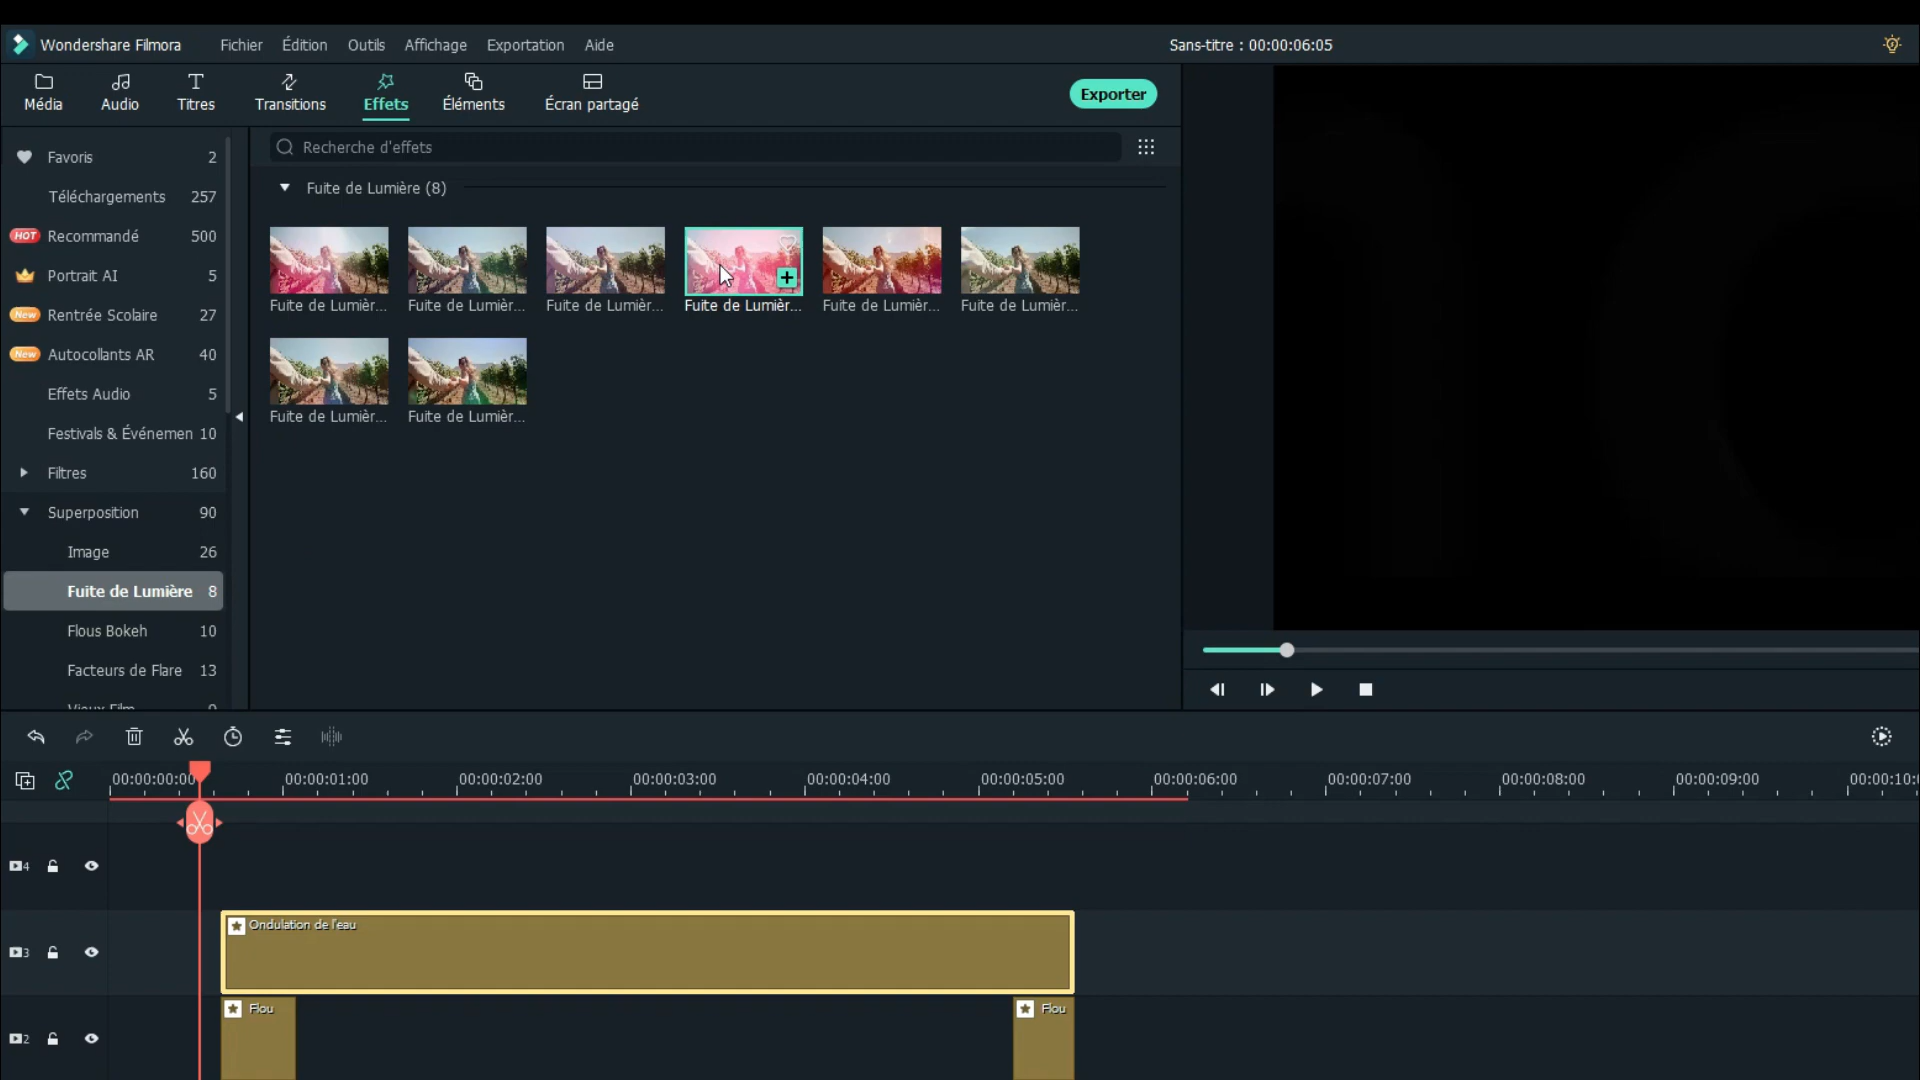 Wondershare Filmora Fichier Édition Outils Affichage Exportation Aide Sans-titre : 00:00:06:05
Média Audio Titres Transitions Effets Éléments Écran partagé Exporter
Recherche d'effets
Fuite de Lumière (8)
Favoris 2
Téléchargements 257
HOT Recommandé 500
Portrait AI 5
New Rentrée Scolaire 27
New Autocollants AR 40
Effets Audio 5
Festivals & Événemen 10
Filtres 160
Superposition 90
Image 26
Fuite de Lumière 8
Flous Bokeh 10
Facteurs de Flare 13
Fuite de Lumièr... Fuite de Lumièr... Fuite de Lumièr... Fuite de Lumièr... Fuite de Lumièr... Fuite de Lumièr...
Fuite de Lumièr... Fuite de Lumièr...
00:00:00:00 00:00:01:00 00:00:02:00 00:00:03:00 00:00:04:00 00:00:05:00 00:00:06:00 00:00:07:00 00:00:08:00 00:00:09:00 00:00:10:
4
3 Ondulation de l'eau
Flou Flou
2